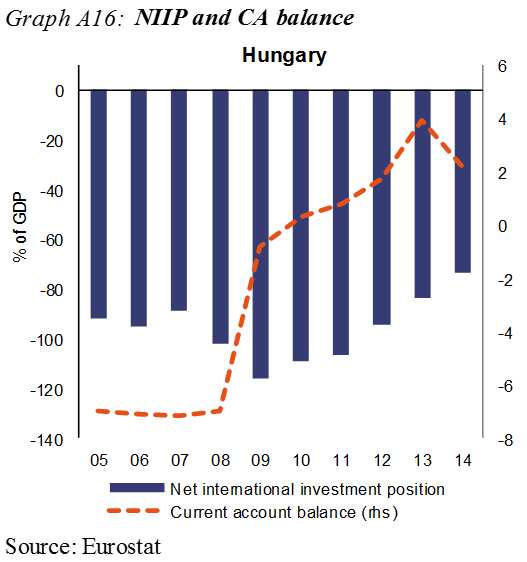 Graph A16: NIIP and CA balance
Hungary
% of GDP
0
-20
-40
-60
-80
-100
-120
-140
6
4
2
0
-2
-4
-6
-8
05 06 07 08 09 10 11 12 13 14
Net international investment position
Current account balance (rhs)
Source: Eurostat